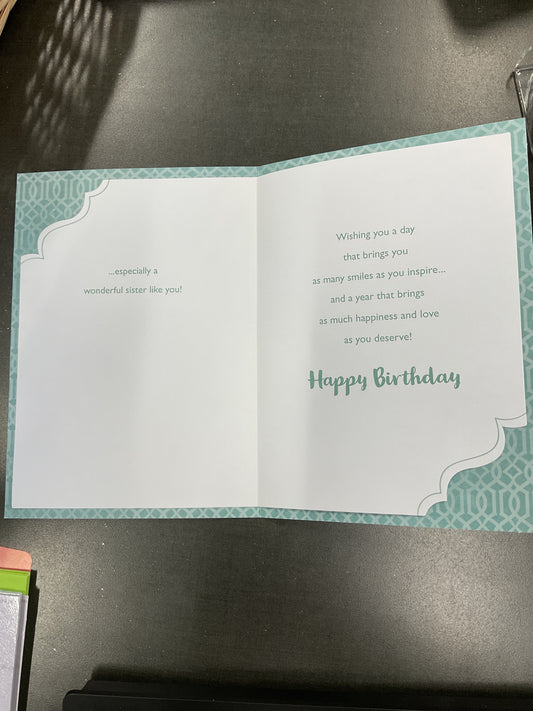 ...especially a
wonderful sister like you!
Wishing you a day
that brings you
as many smiles as you inspire...
and a year that brings
as much happiness and love
as you deserve!
Happy Birthday